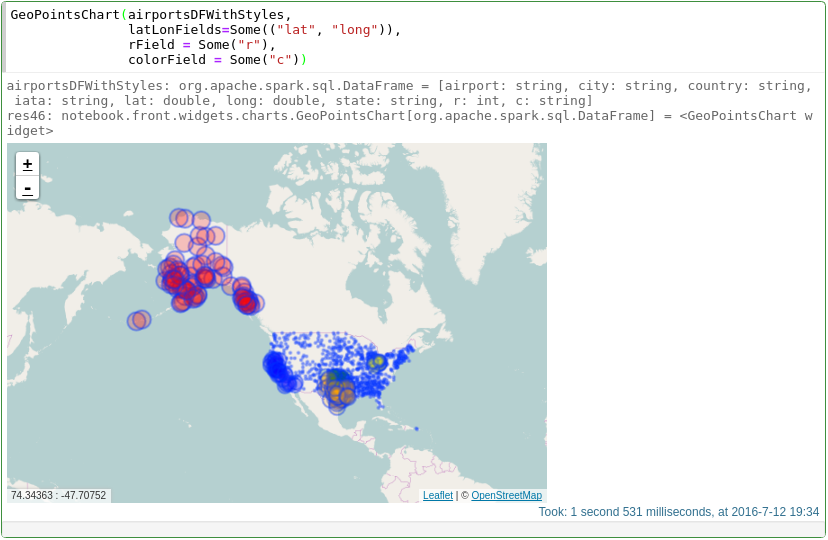 GeoPointsChart(airportsDFWithStyles,
latLonFields=Some(("lat", "long")),
rField = Some("r"),
colorField = Some("c"))
airportsDFWithStyles: org.apache.spark.sql.DataFrame = [airport: string, city: string, country: string,
iata: string, lat: double, long: double, state: string, r: int, c: string]
res46: notebook.front.widgets.charts.GeoPointsChart[org.apache.spark.sql.DataFrame] = <GeoPointsChart w
idget>
+
-
74.34363 : -47.70752
Leaflet | © OpenStreetMap
Took: 1 second 531 milliseconds, at 2016-7-12 19:34